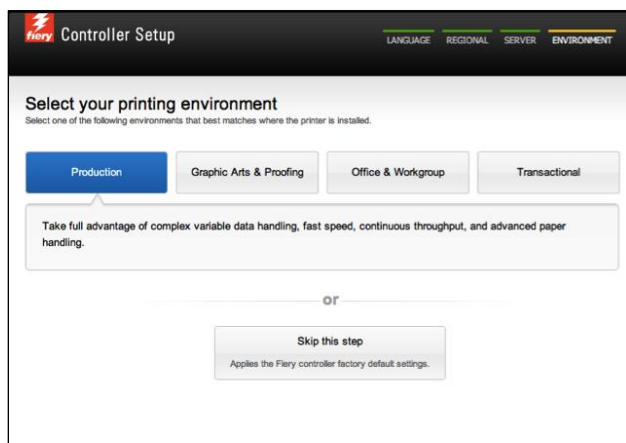 fiery Controller Setup
LANGUAGE REGIONAL SERVER ENVIRONMENT
Select your printing environment
Select one of the following environments that best matches where the printer is installed.
Production Graphic Arts & Proofing Office & Workgroup Transactional
Take full advantage of complex variable data handling, fast speed, continuous throughput, and advanced paper
handling.
or
Skip this step
Applies the Fiery controller factory default settings.